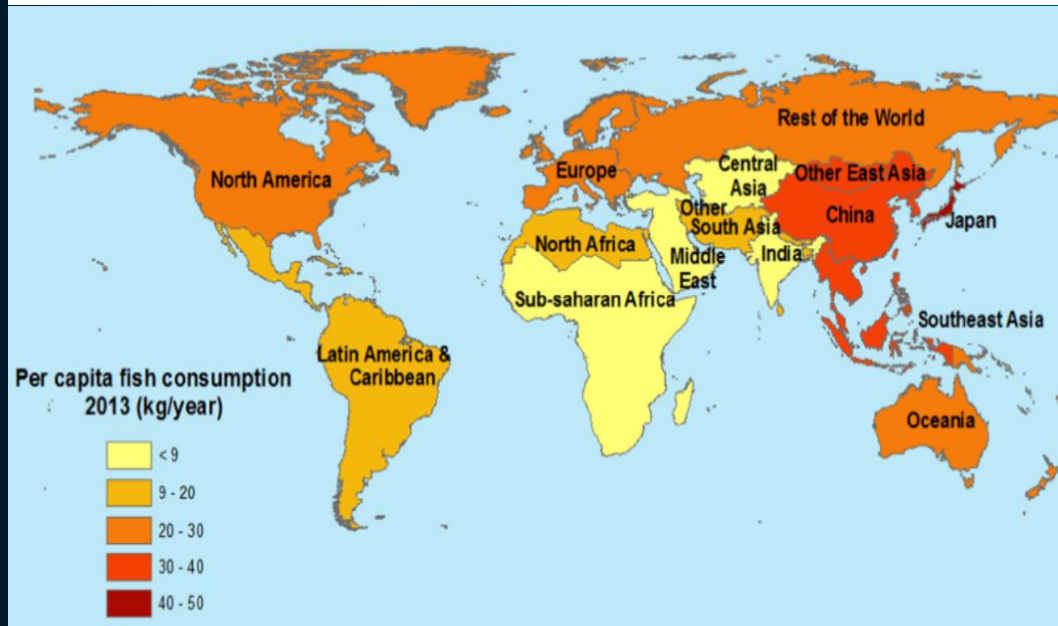 North America
Europe
Rest of the World
Central
Asia
Other East Asia
China
Japan
Other
South Asia
India
North Africa
Middle
East
Sub-saharan Africa
Southeast Asia
Latin America &
Caribbean
Oceania
Per capita fish consumption
2013 (kg/year)
< 9
9 - 20
20 - 30
30 - 40
40 - 50